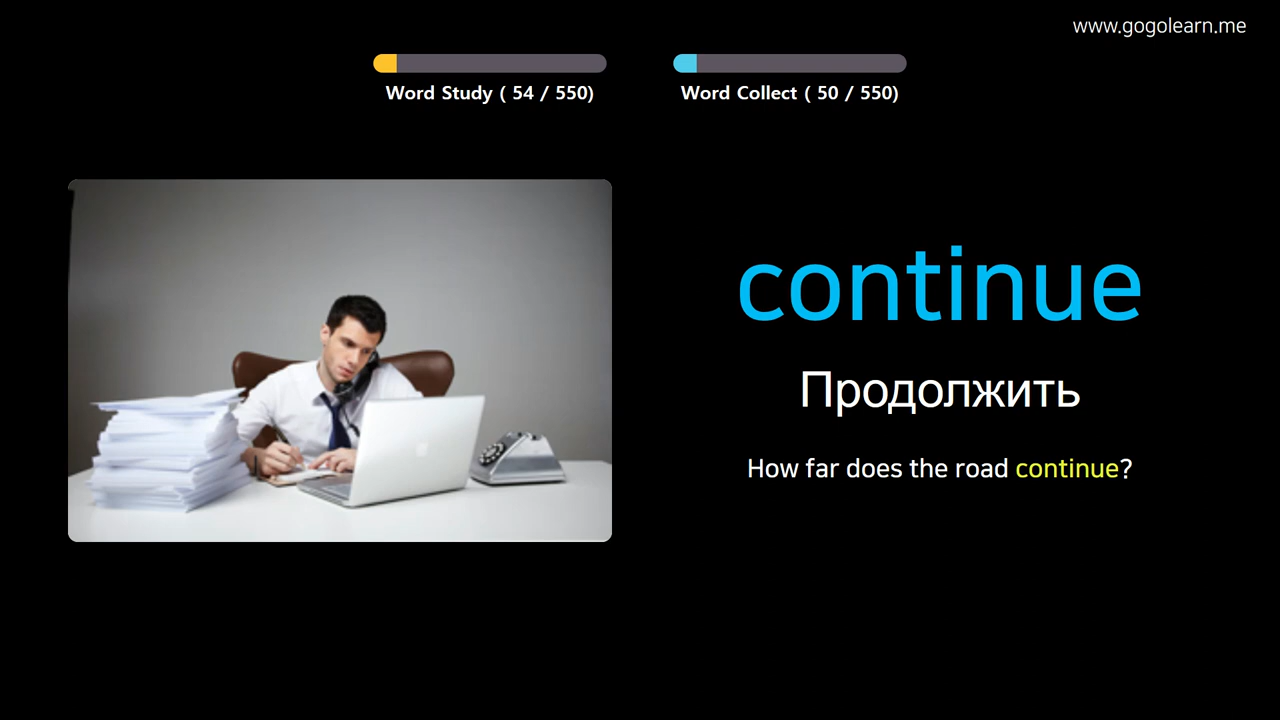 www.gogolearn.me
Word Study ( 54 / 550)
Word Collect ( 50 / 550)
continue
Продолжить
How far does the road continue?